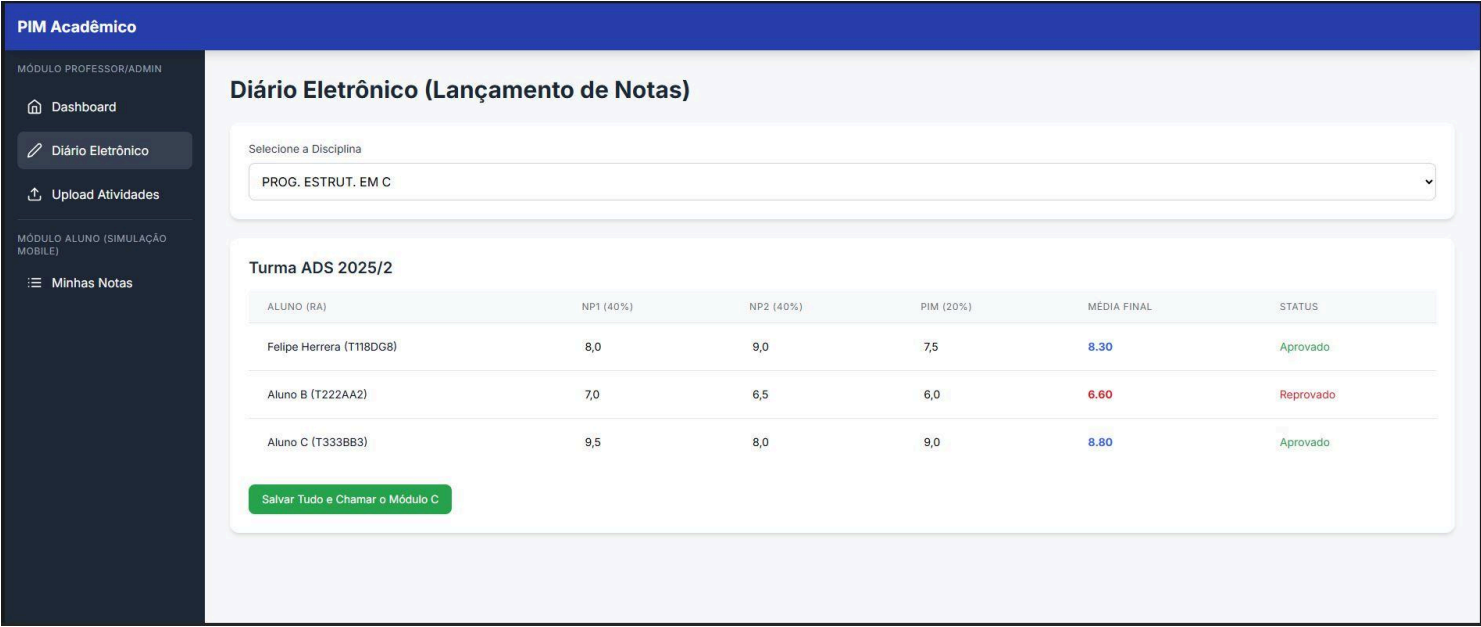 PIM Acadêmico
MÓDULO PROFESSOR/ADMIN
Dashboard
Diário Eletrônico
Upload Atividades
MÓDULO ALUNO (SIMULAÇÃO
MOBILE)
Minhas Notas
Diário Eletrônico (Lançamento de Notas)
Selecione a Disciplina
PROG. ESTRUT. EM C
Turma ADS 2025/2
ALUNO (RA) NP1 (40%) NP2 (40%) PIM (20%) MÉDIA FINAL STATUS
Felipe Herrera (T118DG8) 8,0 9,0 7,5 8.30 Aprovado
Aluno B (T222AA2) 7,0 6,5 6,0 6.60 Reprovado
Aluno C (T333BB3) 9,5 8,0 9,0 8.80 Aprovado
Salvar Tudo e Chamar o Módulo C